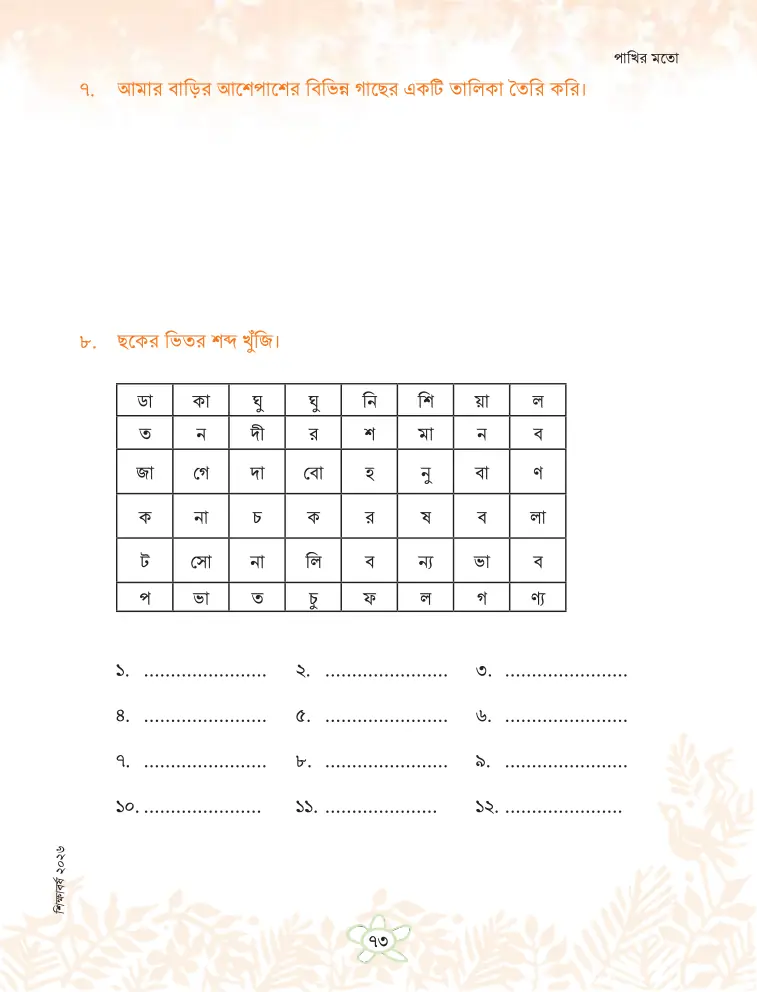 পাখির মতো
৭. আমার বাড়ির আশেপাশের বিভিন্ন গাছের একটি তালিকা তৈরি করি।
৮. ছকের ভিতর শব্দ খুঁজি।
ডা কা ঘু ঘু নি শি য়া ল
ত ন দী র শ মা ন ব
জা গে দা বো হ নু বা ণ
ক না চ ক র ষ ব লা
ট সো না লি ব ন্য ভা ব
প ভা ত চু ফ ল গ ণ্য
১. ....................... ২. ....................... ৩. .......................
৪. ....................... ৫. ....................... ৬. .......................
৭. ....................... ৮. ....................... ৯. .......................
১০. ...................... ১১. ..................... ১২. ......................
শিক্ষাবর্ষ ২০২৬
৭৩